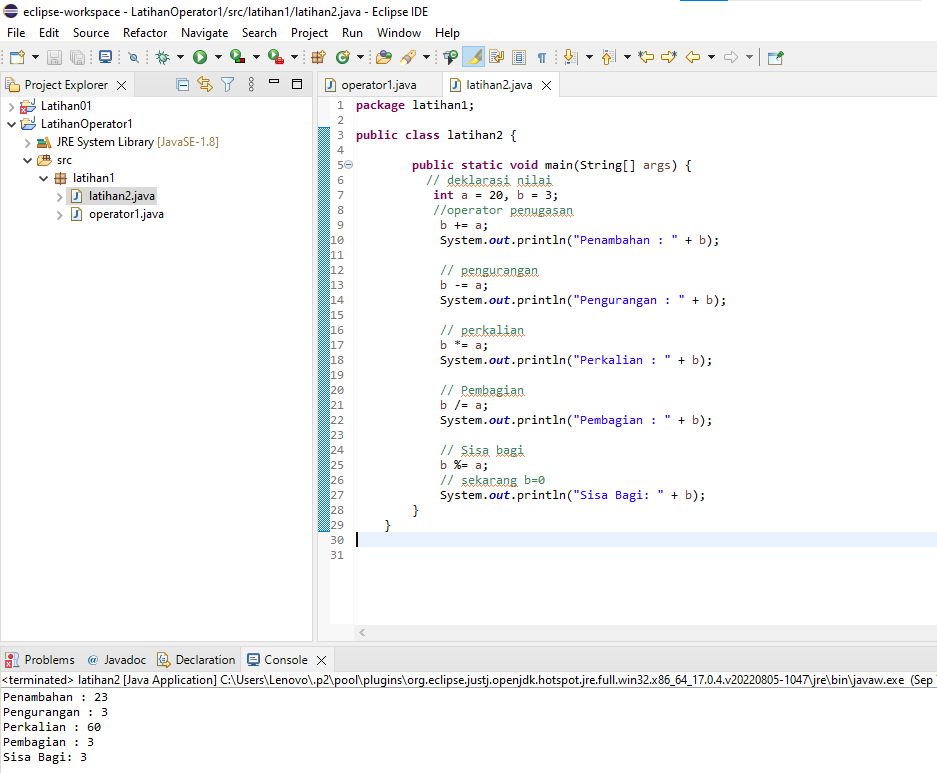 eclipse-workspace - LatihanOperator1/src/latihan1/latihan2.java - Eclipse IDE
File Edit Source Refactor Navigate Search Project Run Window Help
Project Explorer
Latihan01
LatihanOperator1
JRE System Library [JavaSE-1.8]
src
latihan1
latihan2.java
operator1.java
operator1.java latihan2.java
1 package latihan1;
2
3 public class latihan2 {
4
5 public static void main(String[] args) {
6 // deklarasi nilai
7 int a = 20, b = 3;
8 //operator penugasan
9 b += a;
10 System.out.println("Penambahan : " + b);
11
12 // pengurangan
13 b -= a;
14 System.out.println("Pengurangan : " + b);
15
16 // perkalian
17 b *= a;
18 System.out.println("Perkalian : " + b);
19
20 // Pembagian
21 b /= a;
22 System.out.println("Pembagian : " + b);
23
24 // Sisa bagi
25 b %= a;
26 // sekarang b=0
27 System.out.println("Sisa Bagi: " + b);
28 }
29 }
30
31
Problems @ Javadoc Declaration Console
<terminated> latihan2 [Java Application] C:\Users\Lenovo\.p2\pool\plugins\org.eclipse.justj.openjdk.hotspot.jre.full.win32.x86_64_17.0.4.v20220805-1047\jre\bin\javaw.exe (Sep
Penambahan : 23
Pengurangan : 3
Perkalian : 60
Pembagian : 3
Sisa Bagi: 3